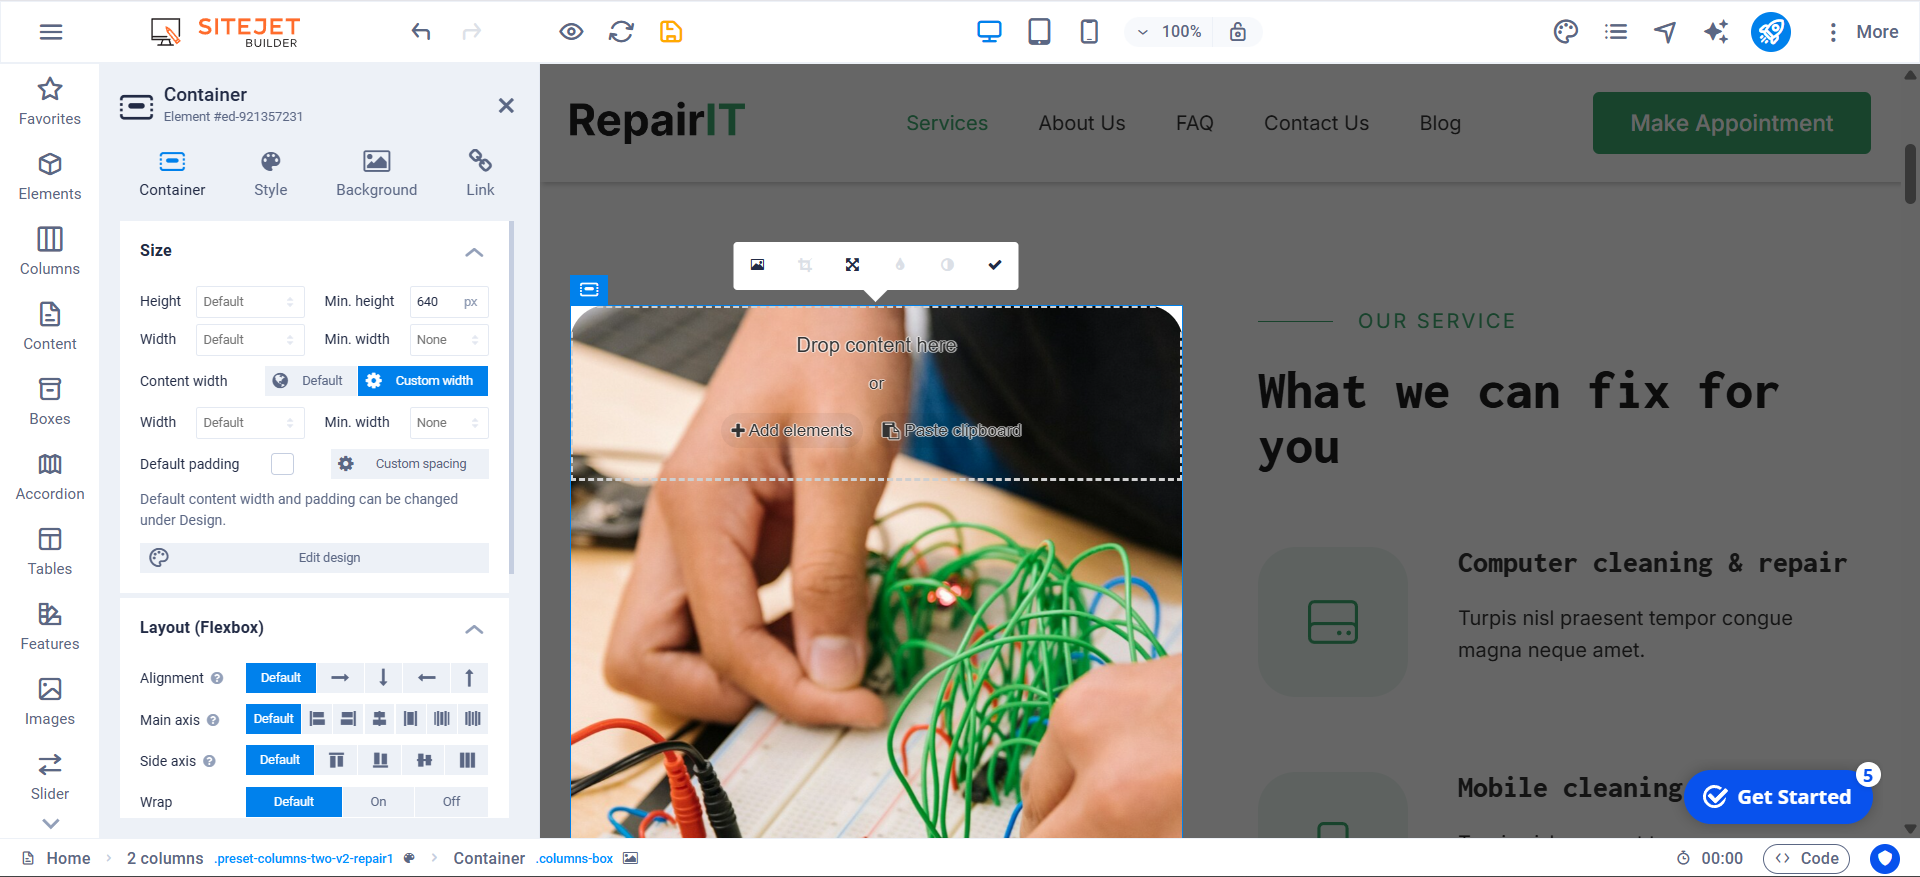 SITEJET
BUILDER
100%
More
Favorites
Elements
Columns
Content
Boxes
Accordion
Tables
Features
Images
Slider
Container
Element #ed-921357231
Container
Style
Background
Link
Size
Height
Default
Min. height
640
px
Width
Default
Min. width
None
Content width
Default
Custom width
Width
Default
Min. width
None
Default padding
Custom spacing
Default content width and padding can be changed
under Design.
Edit design
Layout (Flexbox)
Alignment
Default
Main axis
Default
Side axis
Default
Wrap
Default
On
Off
RepairIT
Services
About Us
FAQ
Contact Us
Blog
Make Appointment
Drop content here
or
Add elements
Paste clipboard
OUR SERVICE
What we can fix for
you
Computer cleaning & repair
Turpis nisl praesent tempor congue
magna neque amet.
Mobile cleaning
5
Get Started
Home
2 columns
.preset-columns-two-v2-repair1
Container
.columns-box
00:00
Code